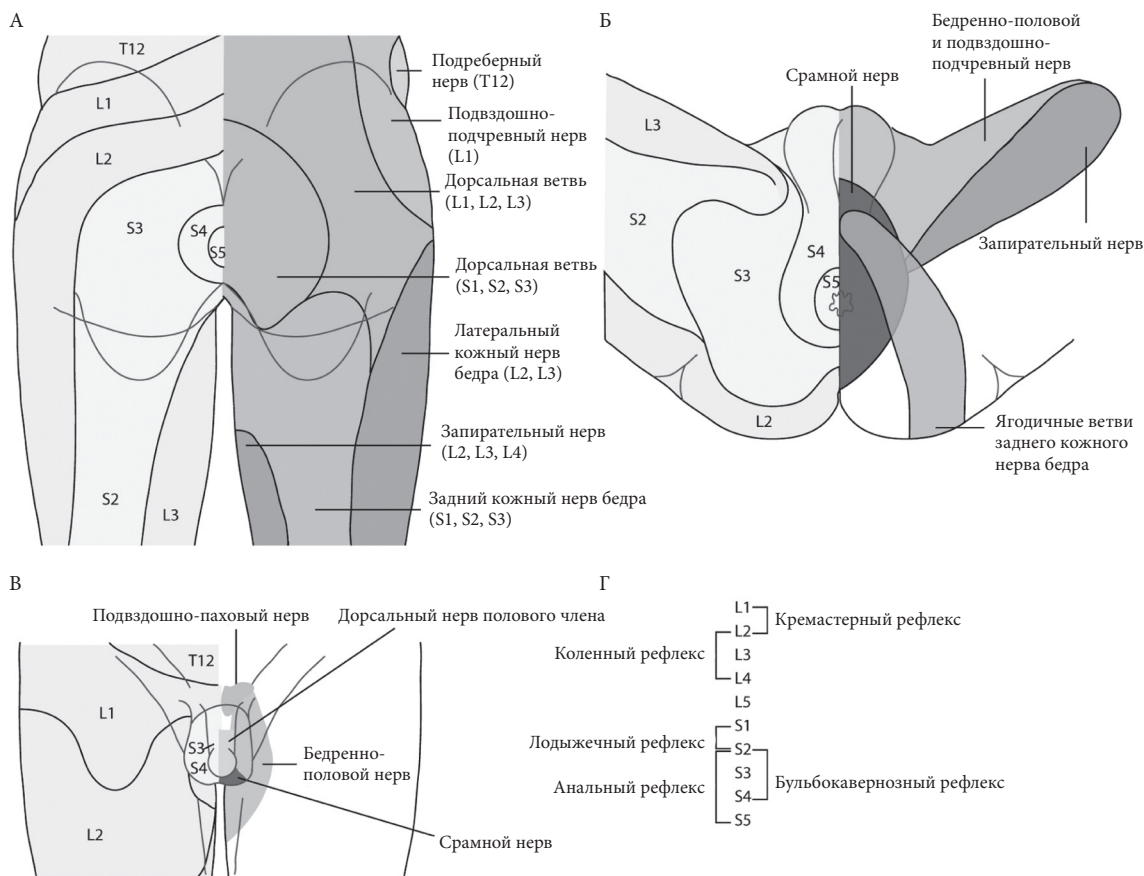 А
T12
L1
L2
S3
S4
S5
S2
L3
Подреберный
нерв (T12)
Подвздошно-
подчревный нерв
(L1)
Дорсальная ветвь
(L1, L2, L3)
Дорсальная ветвь
(S1, S2, S3)
Латеральный
кожный нерв
бедра (L2, L3)
Запирательный нерв
(L2, L3, L4)
Задний кожный нерв бедра
(S1, S2, S3)
Б
Бедренно-половой
и подвздошно-
подчревный нерв
Срамной нерв
L3
S2
S3
S4
S5
L2
Запирательный нерв
Ягодичные ветви
заднего кожного
нерва бедра
В
Подвздошно-паховый нерв
Дорсальный нерв полового члена
T12
L1
S3
S4
L2
Бедренно-
половой нерв
Срамной нерв
Г
L1
L2
L3
L4
L5
S1
S2
S3
S4
S5
Кремастерный рефлекс
Коленный рефлекс
Лодыжечный рефлекс
Анальный рефлекс
Бульбокавернозный рефлекс